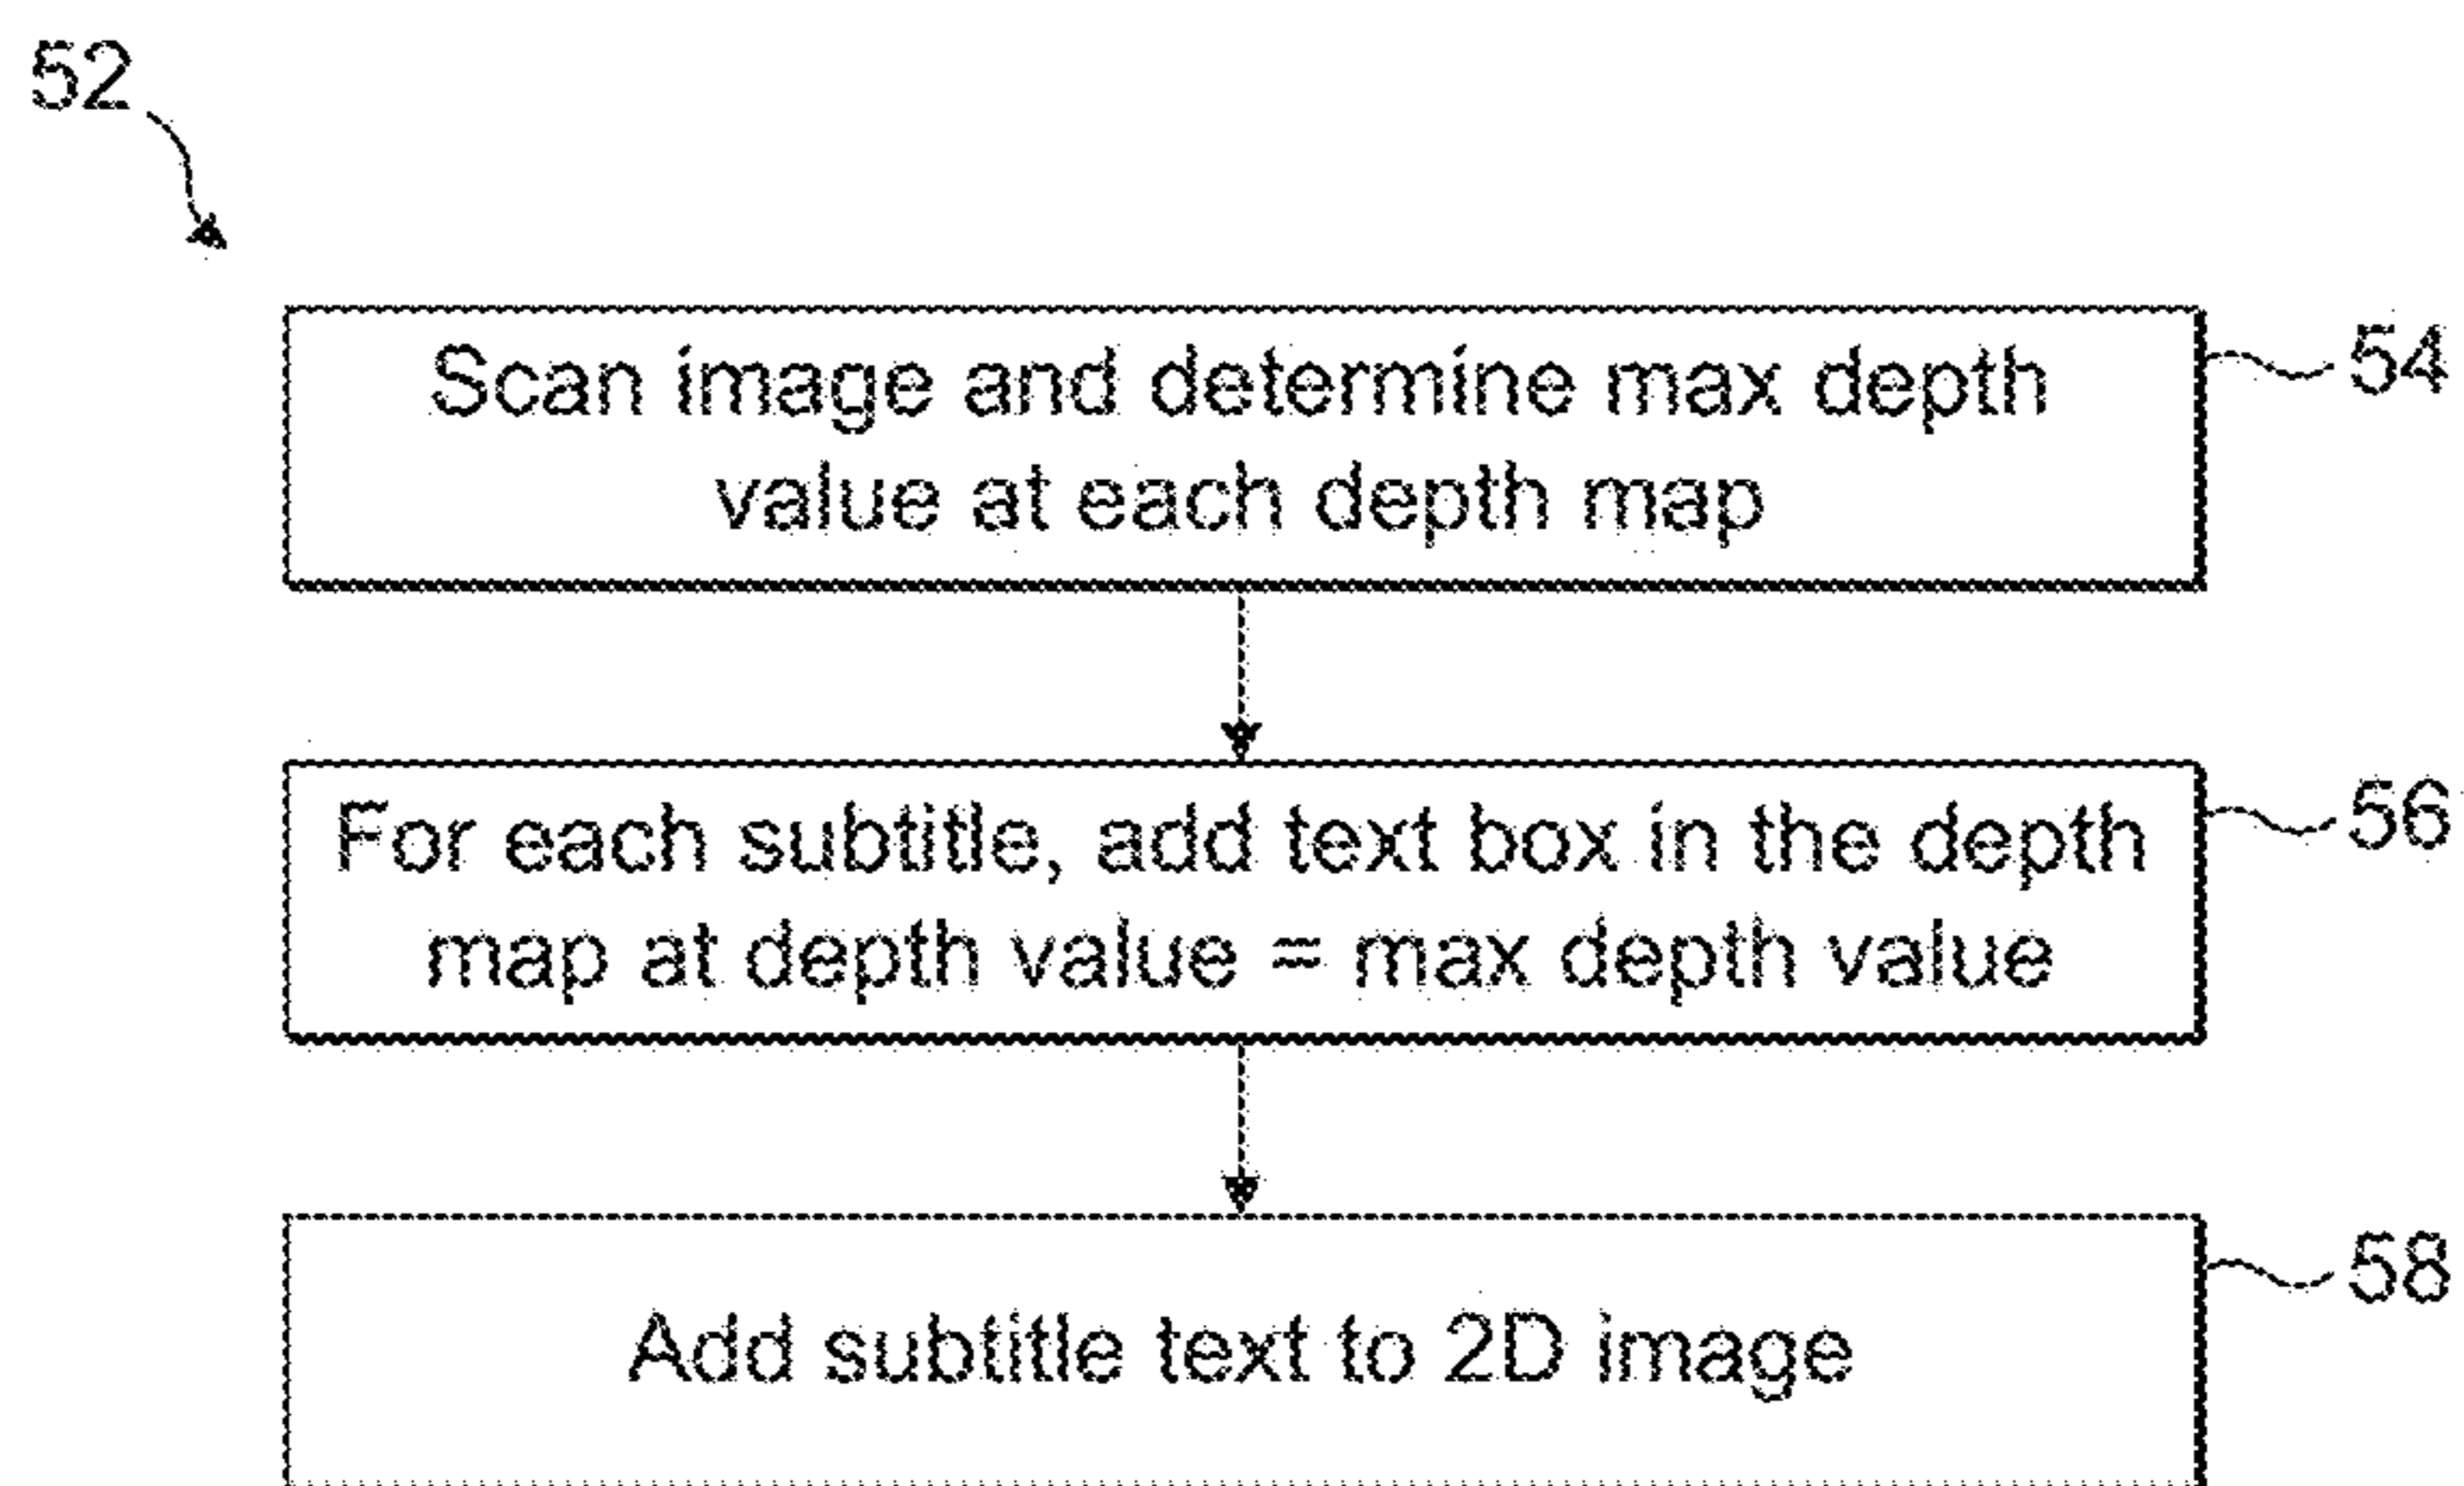 52
Scan image and determine max depth
value at each depth map
54
For each subtitle, add text box in the depth
map at depth value = max depth value
56
Add subtitle text to 2D image
58